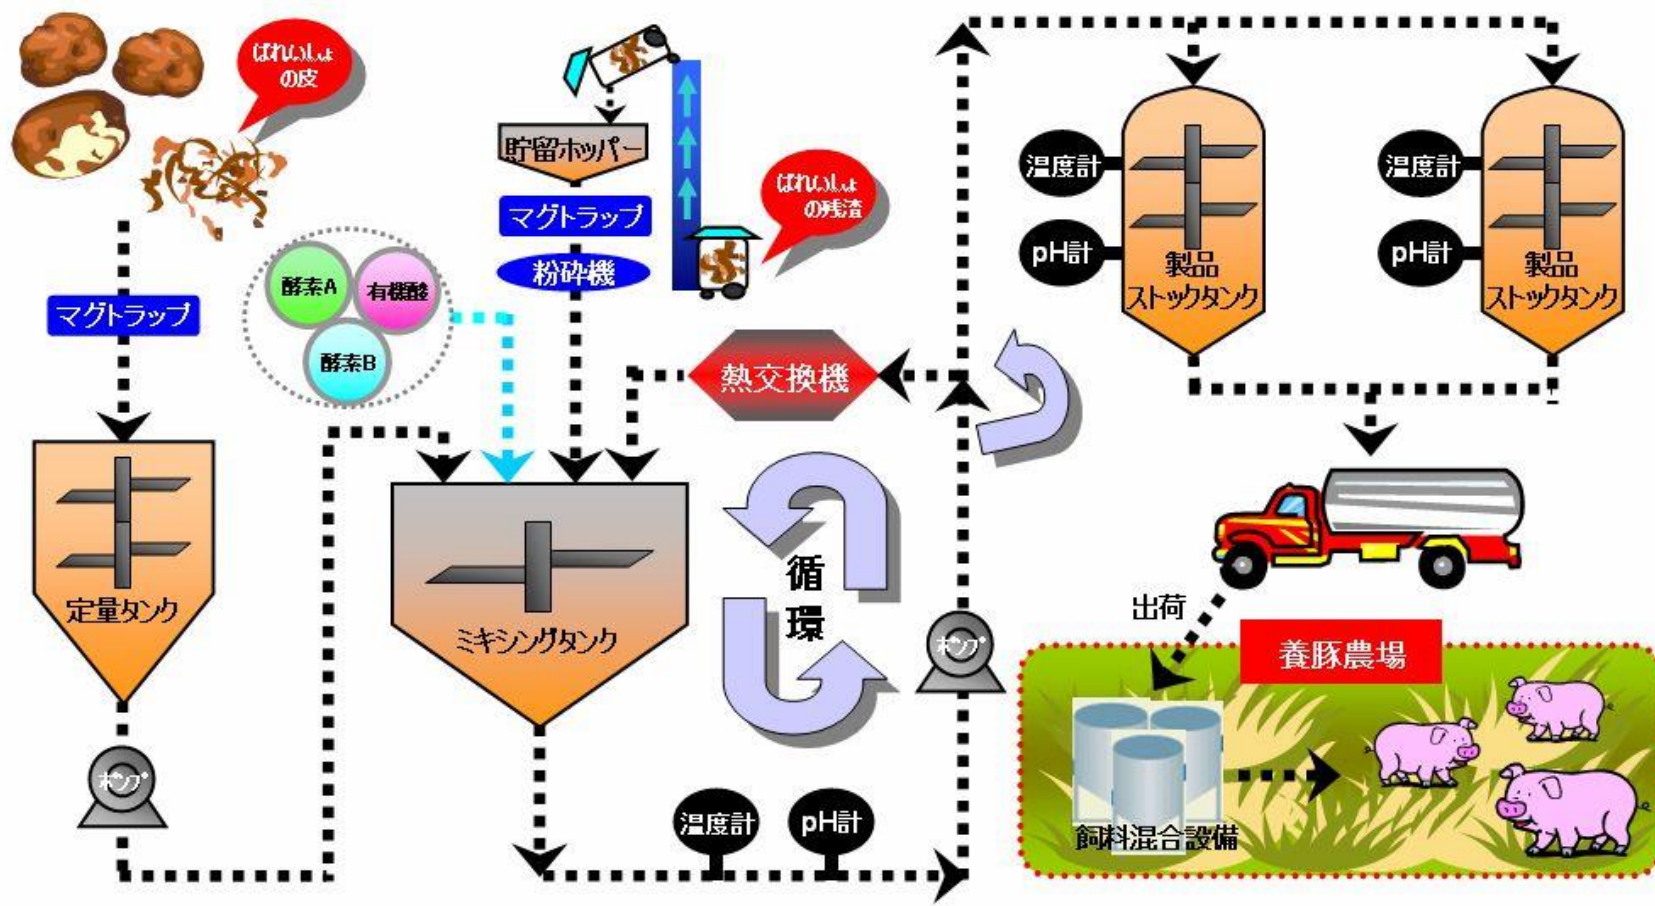 ばれいしょ
の皮
マグトラップ
定量タンク
ポンプ
酵素A
有機酸
酵素B
貯留ホッパー
マグトラップ
粉砕機
ばれいしょ
の残渣
熱交換機
ミキシングタンク
循
環
温度計
pH計
ポンプ
温度計
pH計
製品
ストックタンク
温度計
pH計
製品
ストックタンク
出荷
養豚農場
飼料混合設備